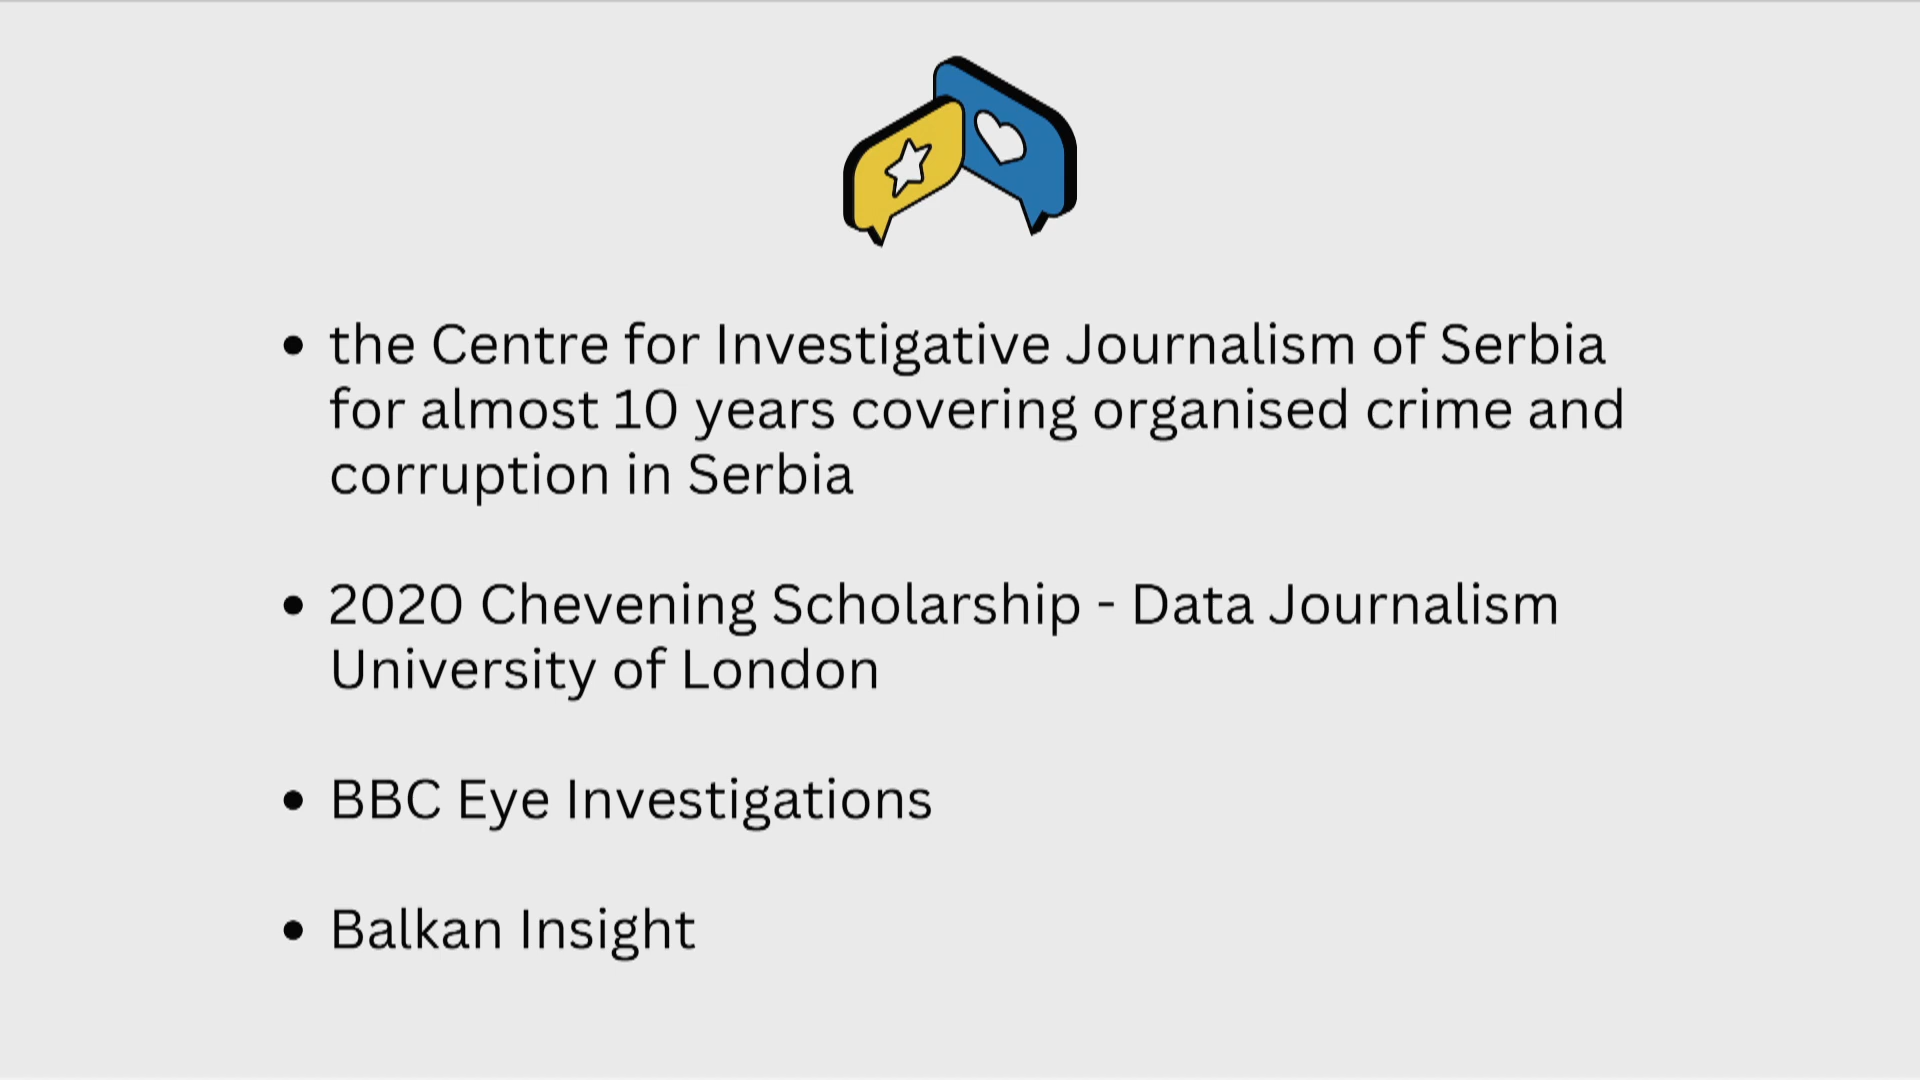 the Centre for Investigative Journalism of Serbia
for almost 10 years covering organised crime and
corruption in Serbia
2020 Chevening Scholarship - Data Journalism
University of London
BBC Eye Investigations
Balkan Insight